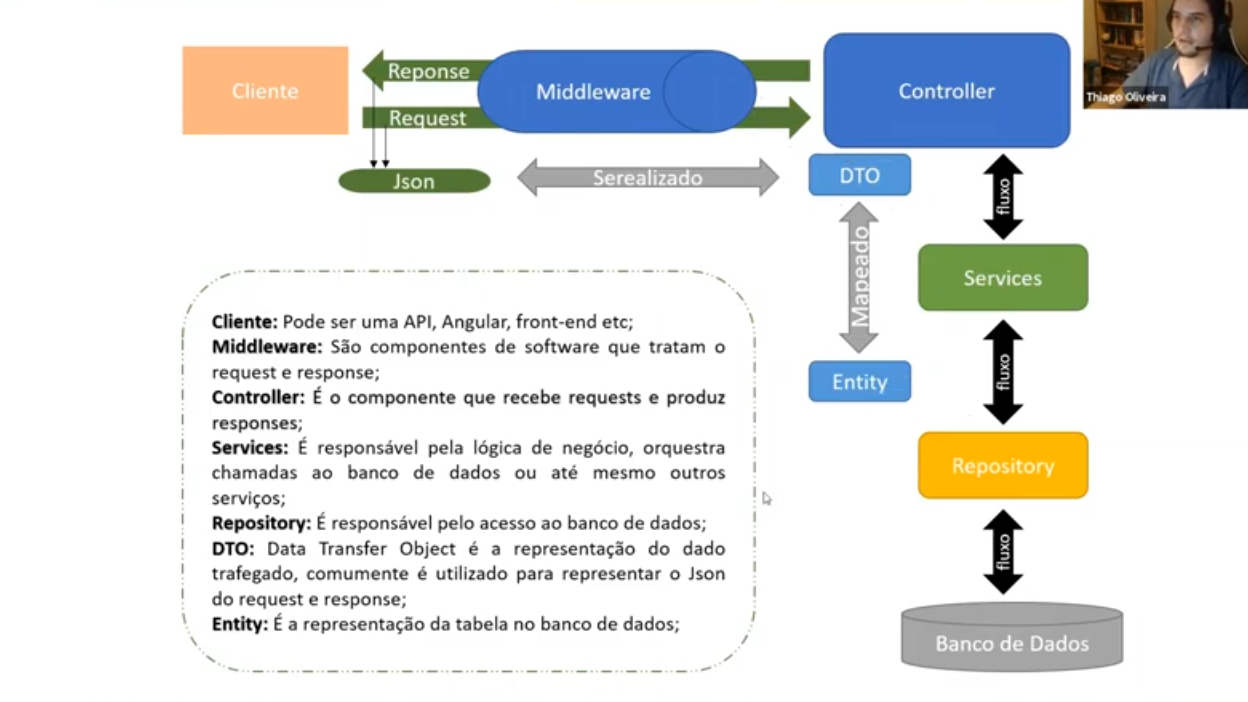 Cliente
Reponse
Request
Middleware
Controller
Thiago Oliveira
Json
Serealizado
DTO
fluxo
Mapeado
Services
Entity
fluxo
Repository
fluxo
Banco de Dados
Cliente: Pode ser uma API, Angular, front-end etc;
Middleware: São componentes de software que tratam o
request e response;
Controller: É o componente que recebe requests e produz
responses;
Services: É responsável pela lógica de negócio, orquestra
chamadas ao banco de dados ou até mesmo outros
serviços;
Repository: É responsável pelo acesso ao banco de dados;
DTO: Data Transfer Object é a representação do dado
trafegado, comumente é utilizado para representar o Json
do request e response;
Entity: É a representação da tabela no banco de dados;